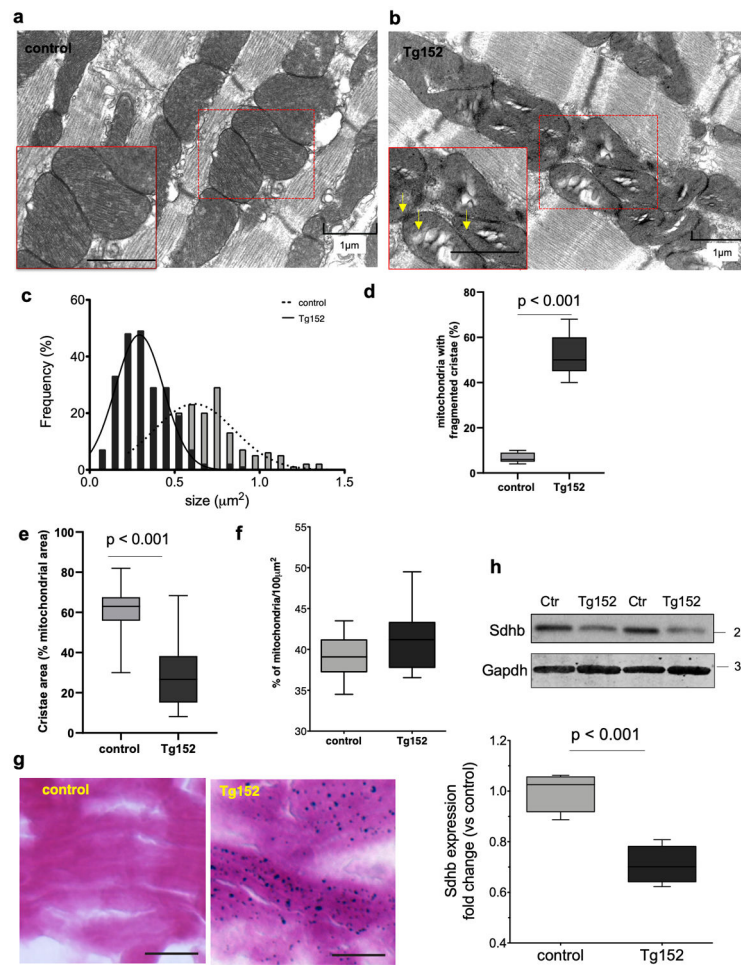 a
control
1μm
b
Tg152
1μm
c
control
Tg152
Frequency (%)
60
40
20
0
0.0 0.5 1.0 1.5
size (μm²)
d
p < 0.001
mitochondria with
fragmented cristae (%)
80
60
40
20
0
control Tg152
e
p < 0.001
Cristae area (% mitochondrial area)
100
80
60
40
20
0
control Tg152
f
% of mitochondria/100μm²
55
50
45
40
35
30
control Tg152
g
control
Tg152
h
Ctr Tg152 Ctr Tg152
Sdhb
2
Gapdh
3
p < 0.001
Sdhb expression
fold change (vs control)
1.2
1.0
0.8
0.6
0.4
control Tg152